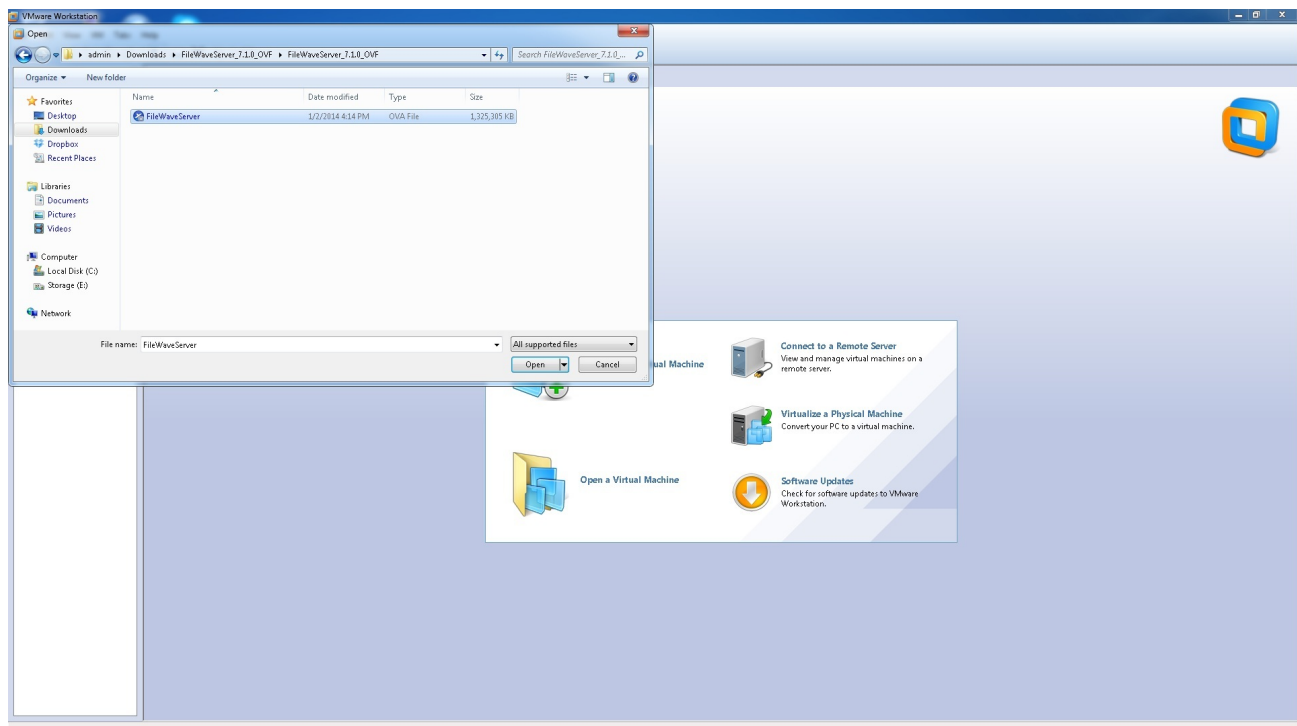 VMware Workstation
Open
admin ▸ Downloads ▸ FileWaveServer_7.1.0_OVF ▸ FileWaveServer_7.1.0_OVF
Search FileWaveServer_7.1.0_...
Organize New folder
Favorites
Desktop
Downloads
Dropbox
Recent Places
Libraries
Documents
Pictures
Videos
Computer
Local Disk (C:)
Storage (E:)
Network
Name Date modified Type Size
FileWaveServer 1/2/2014 4:14 PM OVA File 1,325,305 KB
File name: FileWaveServer All supported files
Open Cancel
ual Machine
Connect to a Remote Server
View and manage virtual machines on a
remote server.
Virtualize a Physical Machine
Convert your PC to a virtual machine.
Open a Virtual Machine
Software Updates
Check for software updates to VMware
Workstation.